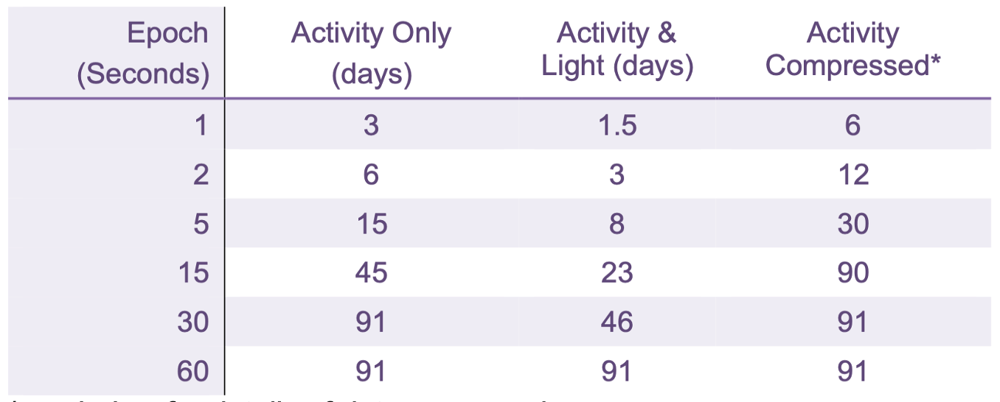 Epoch (Seconds) Activity Only (days) Activity & Light (days) Activity Compressed*
1 3 1.5 6
2 6 3 12
5 15 8 30
15 45 23 90
30 91 46 91
60 91 91 91